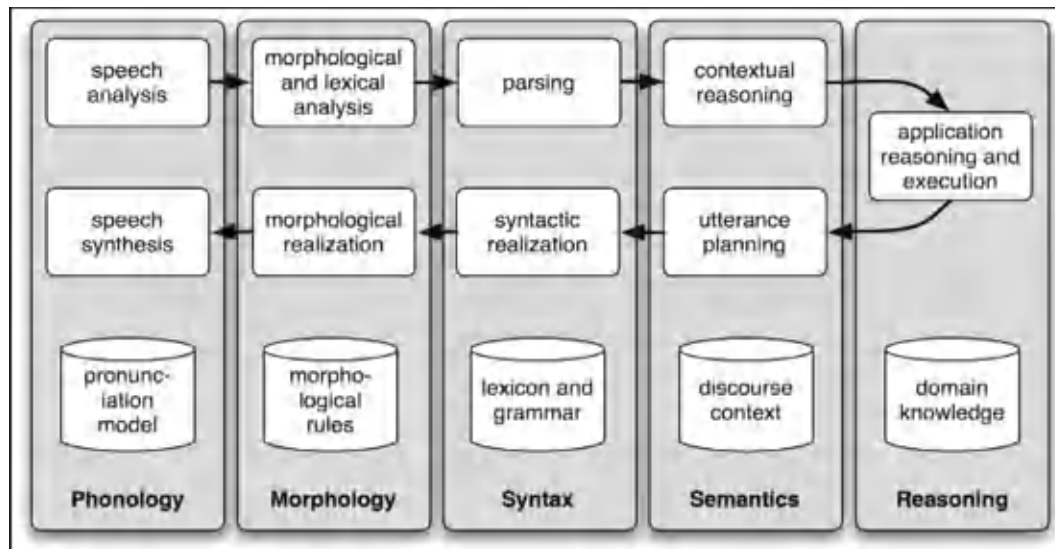 speech
analysis
morphological
and lexical
analysis
parsing
contextual
reasoning
application
reasoning and
execution
speech
synthesis
morphological
realization
syntactic
realization
utterance
planning
pronunc-
iation
model
morpho-
logical
rules
lexicon and
grammar
discourse
context
domain
knowledge
Phonology
Morphology
Syntax
Semantics
Reasoning